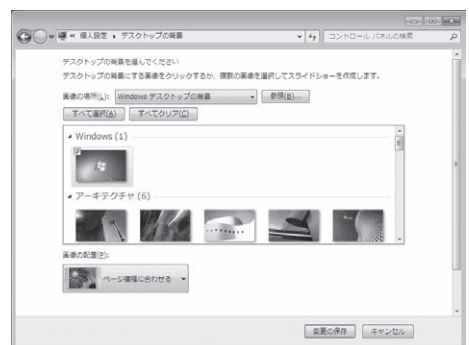 « 個人設定 ▸ デスクトップの背景
コントロール パネルの検索
デスクトップの背景を選んでください
デスクトップの背景にする画像をクリックするか、複数の画像を選択してスライドショーを作成します。
画像の場所(L): Windows デスクトップの背景 参照(B)...
すべて選択(A) すべてクリア(C)
Windows (1)
アーキテクチャ (6)
画像の配置(P):
ページ横幅に合わせる
変更の保存 キャンセル